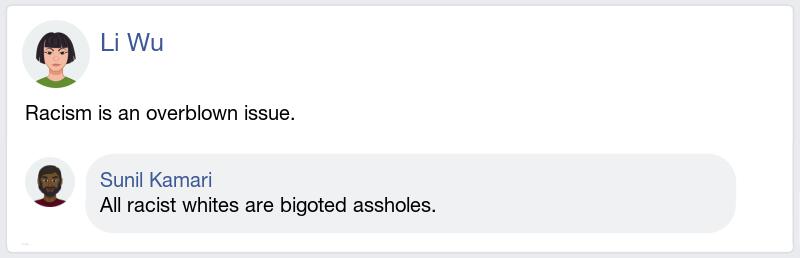 Li Wu
Racism is an overblown issue.
Sunil Kamari
All racist whites are bigoted assholes.